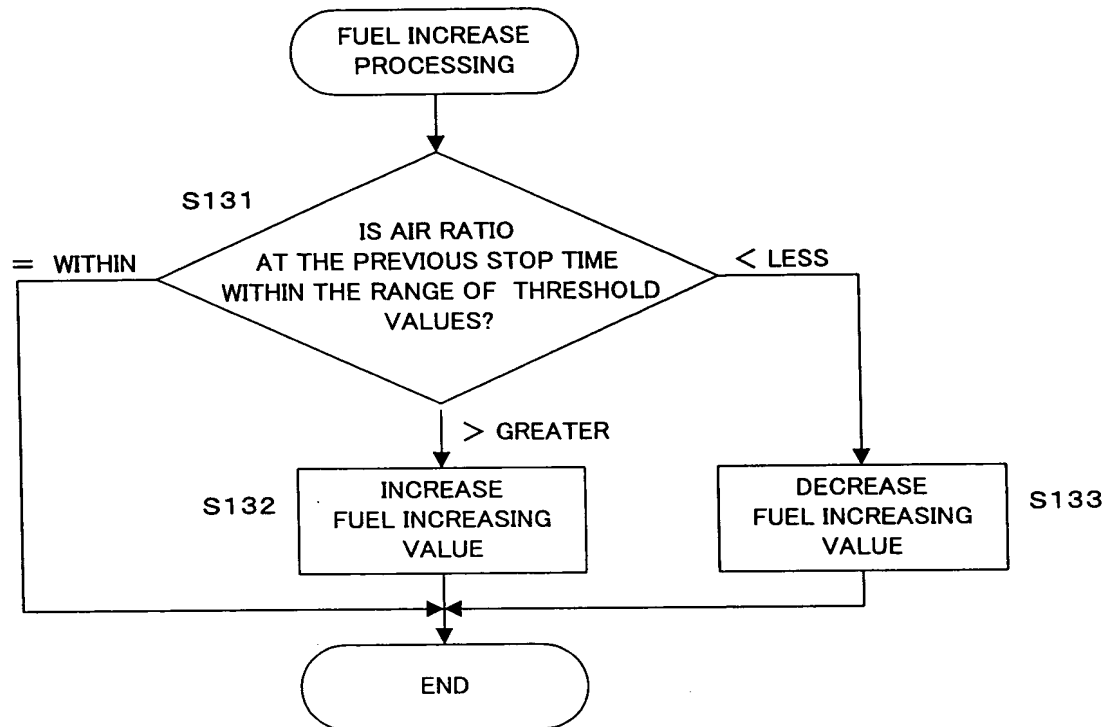 FUEL INCREASE
PROCESSING
S131
IS AIR RATIO
AT THE PREVIOUS STOP TIME
WITHIN THE RANGE OF THRESHOLD
VALUES?
= WITHIN
< LESS
> GREATER
S132
INCREASE
FUEL INCREASING
VALUE
DECREASE
FUEL INCREASING
VALUE
S133
END